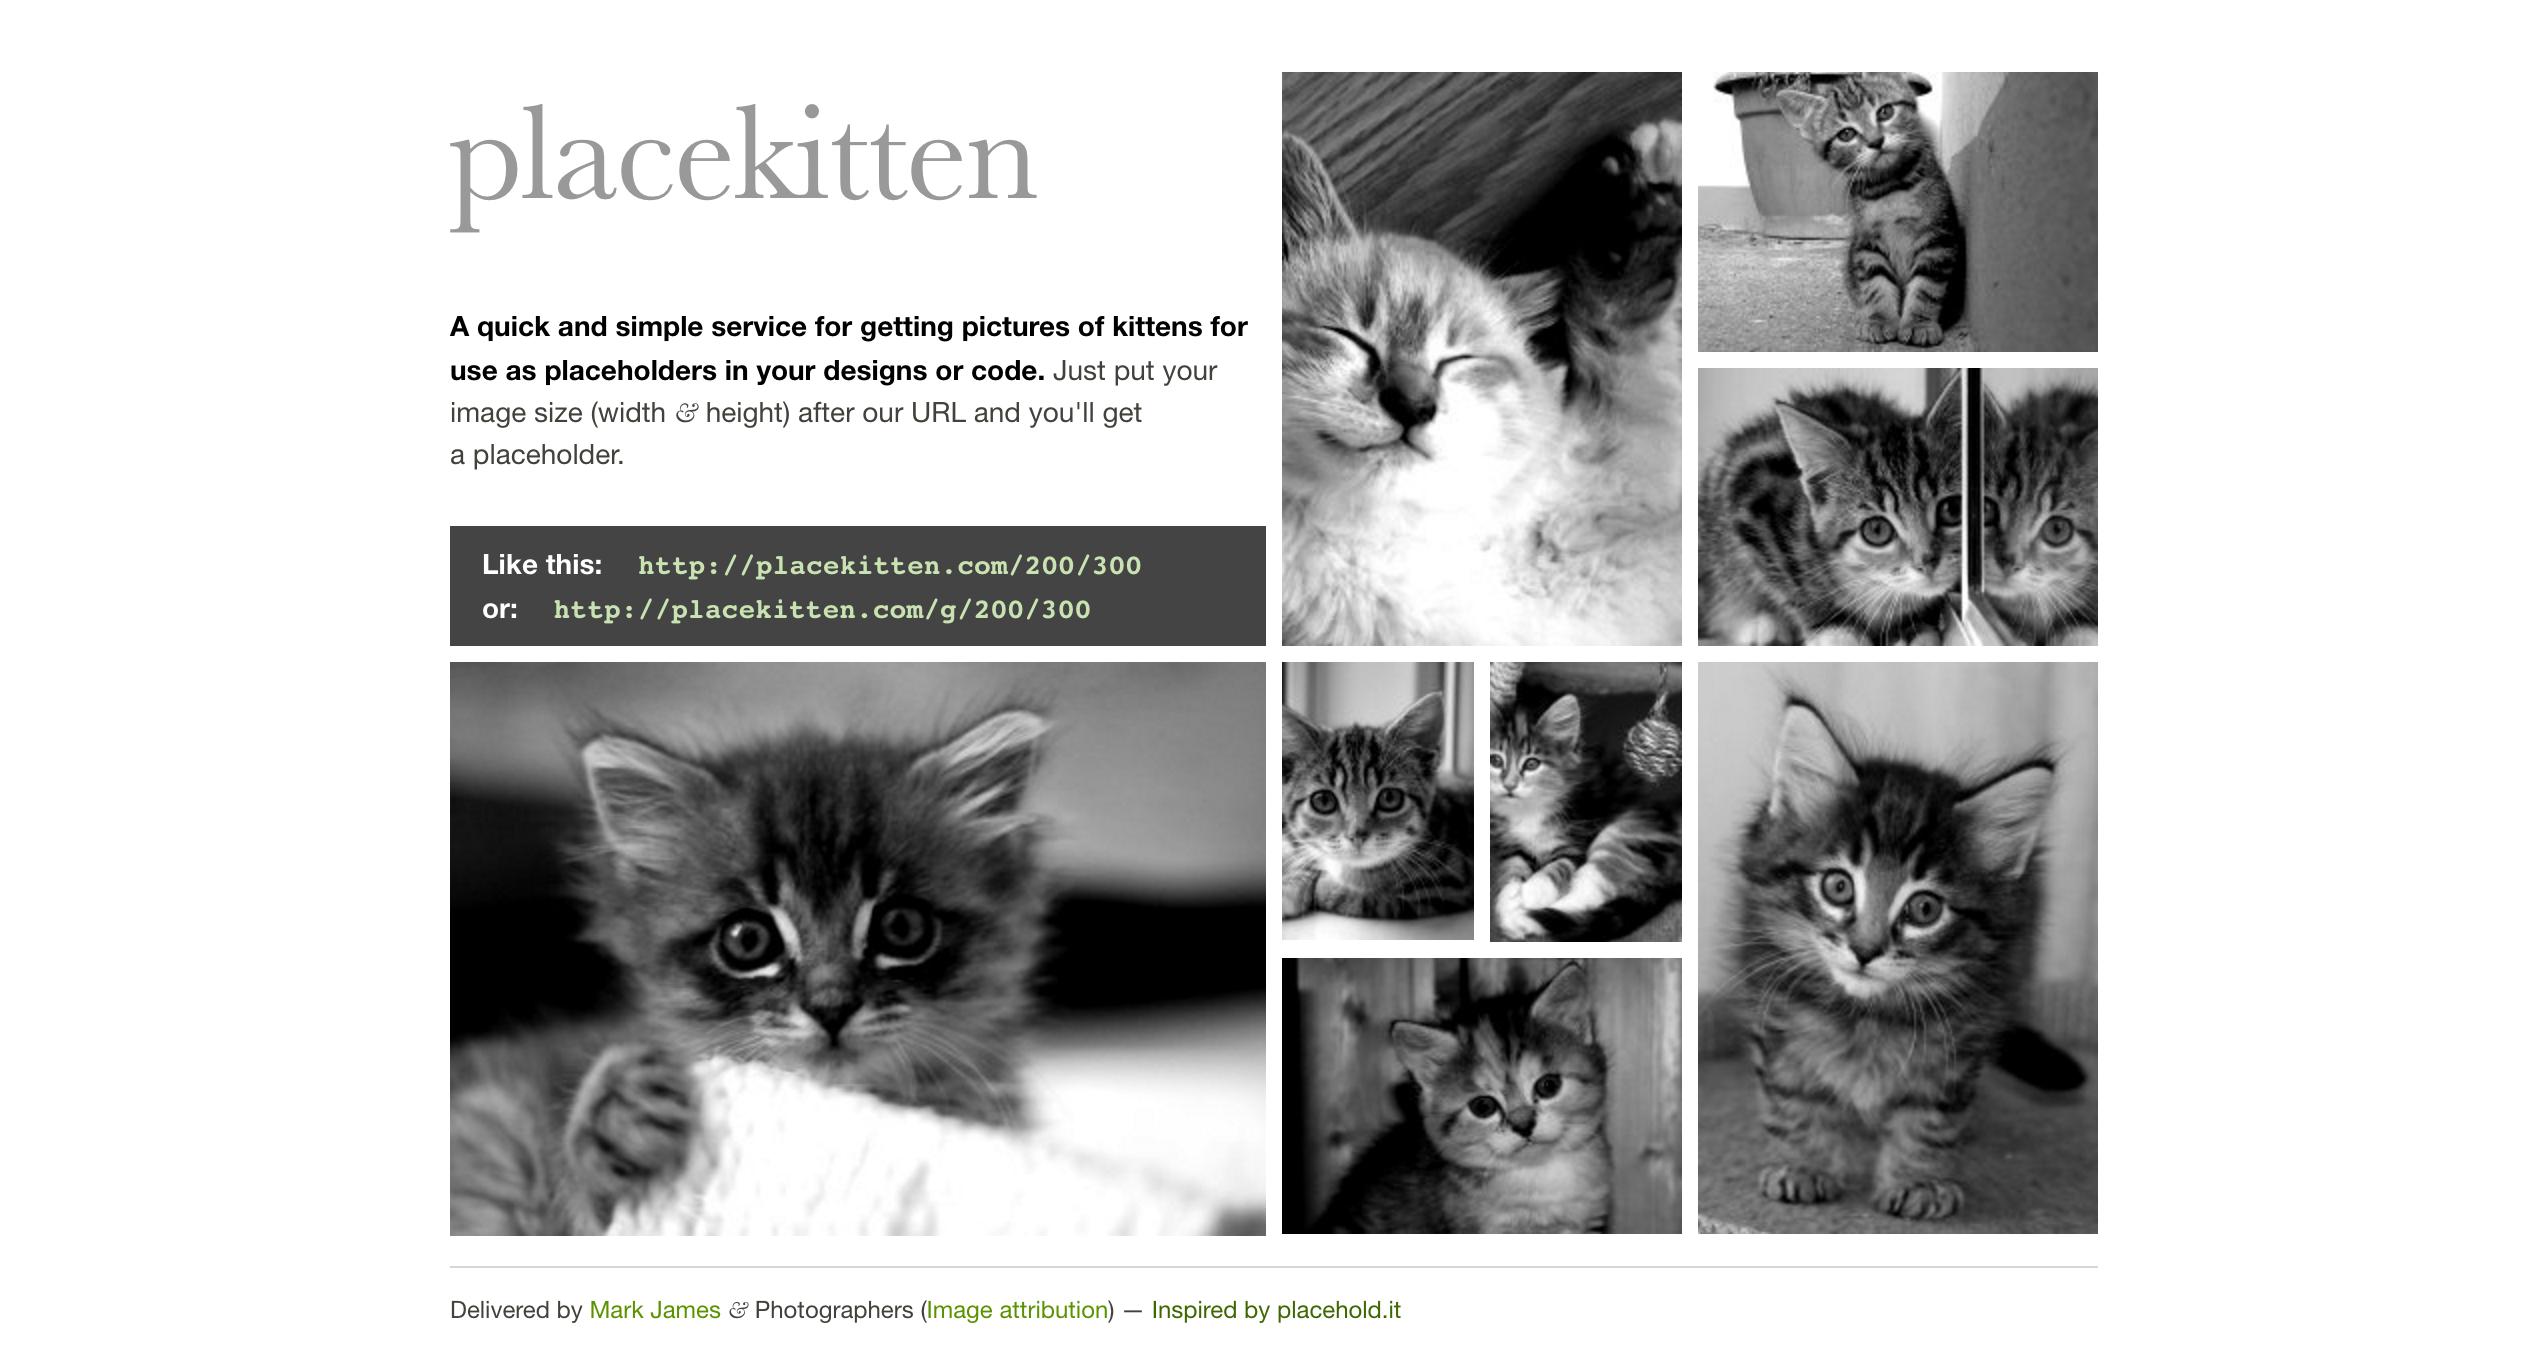 placekitten
A quick and simple service for getting pictures of kittens for
use as placeholders in your designs or code. Just put your
image size (width & height) after our URL and you'll get
a placeholder.
Like this: http://placekitten.com/200/300
or: http://placekitten.com/g/200/300
Delivered by Mark James & Photographers (Image attribution) — Inspired by placehold.it